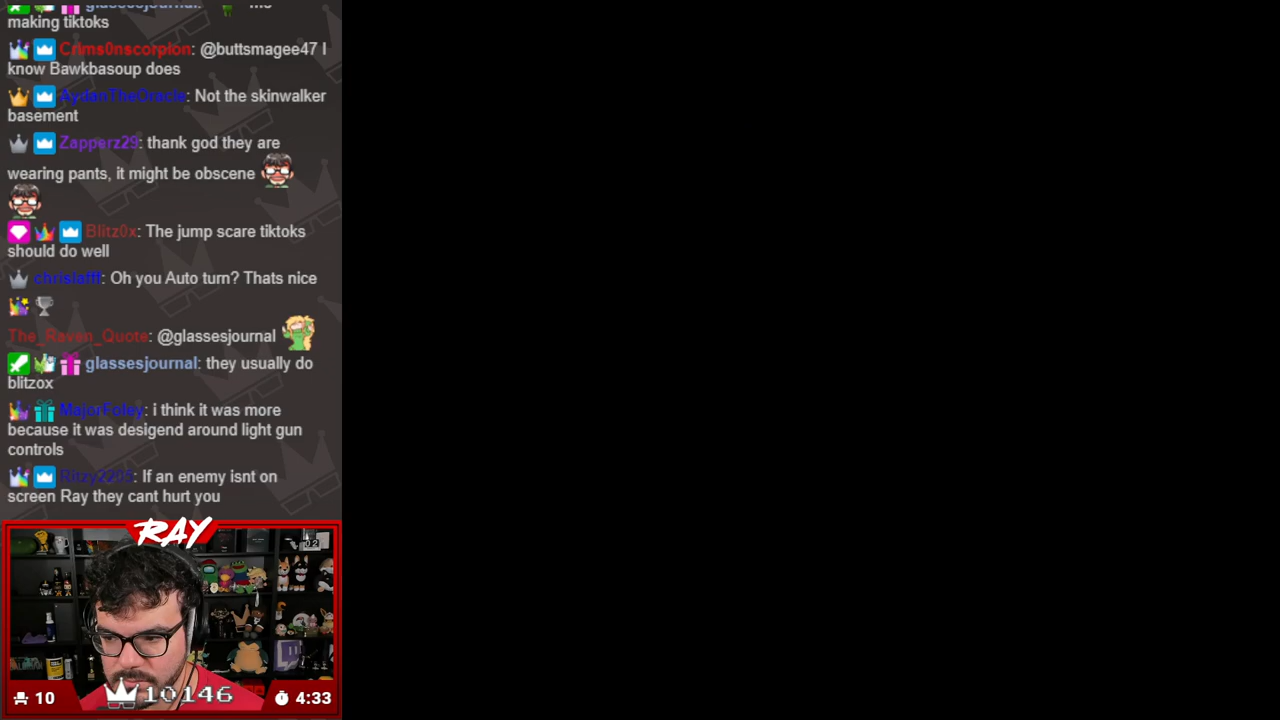 making tiktoks
Crims0nscorpion: @buttsmagee47 I
know Bawkbasoup does
AydanTheOracle: Not the skinwalker
basement
Zapperz29: thank god they are
wearing pants, it might be obscene
Blitz0x: The jump scare tiktoks
should do well
chrislafff: Oh you Auto turn? Thats nice
The_Raven_Quote: @glassesjournal
glassesjournal: they usually do
blitzox
MajorFoley: i think it was more
because it was desigend around light gun
controls
Ritzy2205: If an enemy isnt on
screen Ray they cant hurt you
RAY
10
10146
4:33